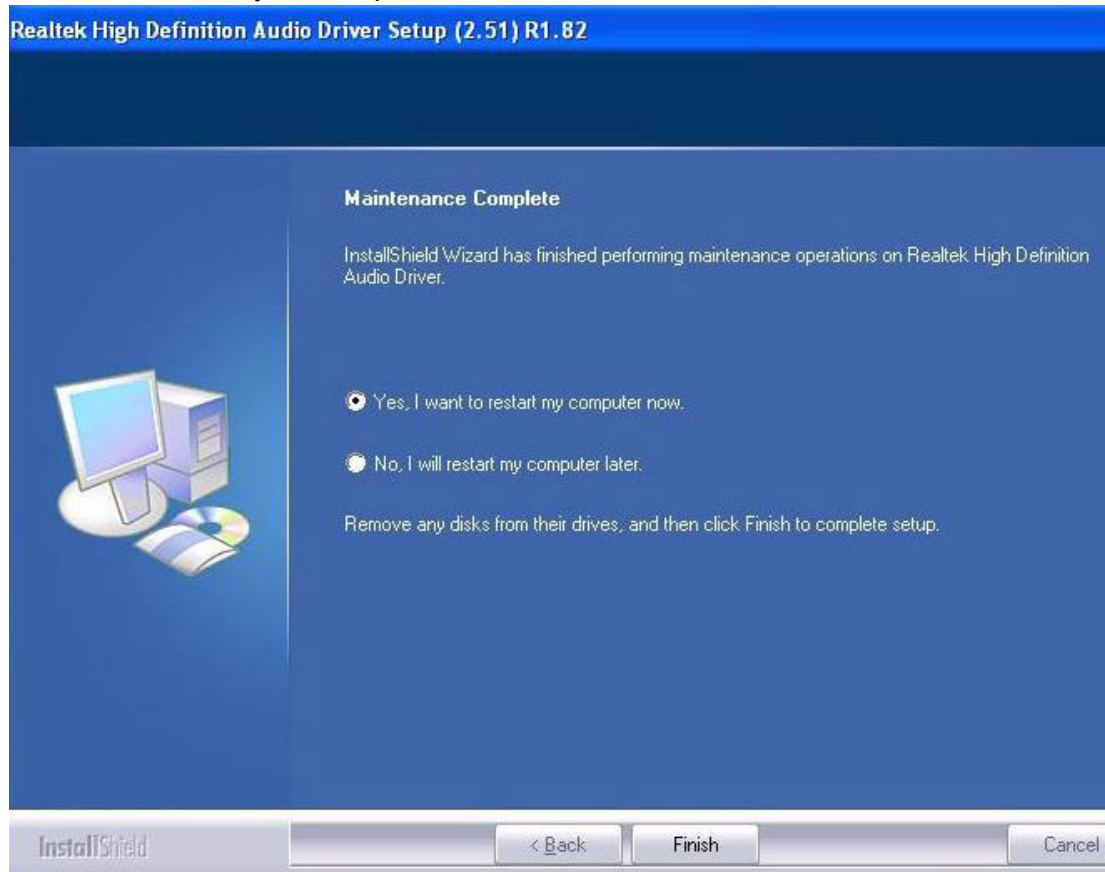 Realtek High Definition Audio Driver Setup (2.51) R1.82
Maintenance Complete
InstallShield Wizard has finished performing maintenance operations on Realtek High Definition
Audio Driver.
Yes, I want to restart my computer now.
No, I will restart my computer later.
Remove any disks from their drives, and then click Finish to complete setup.
InstallShield
< Back
Finish
Cancel